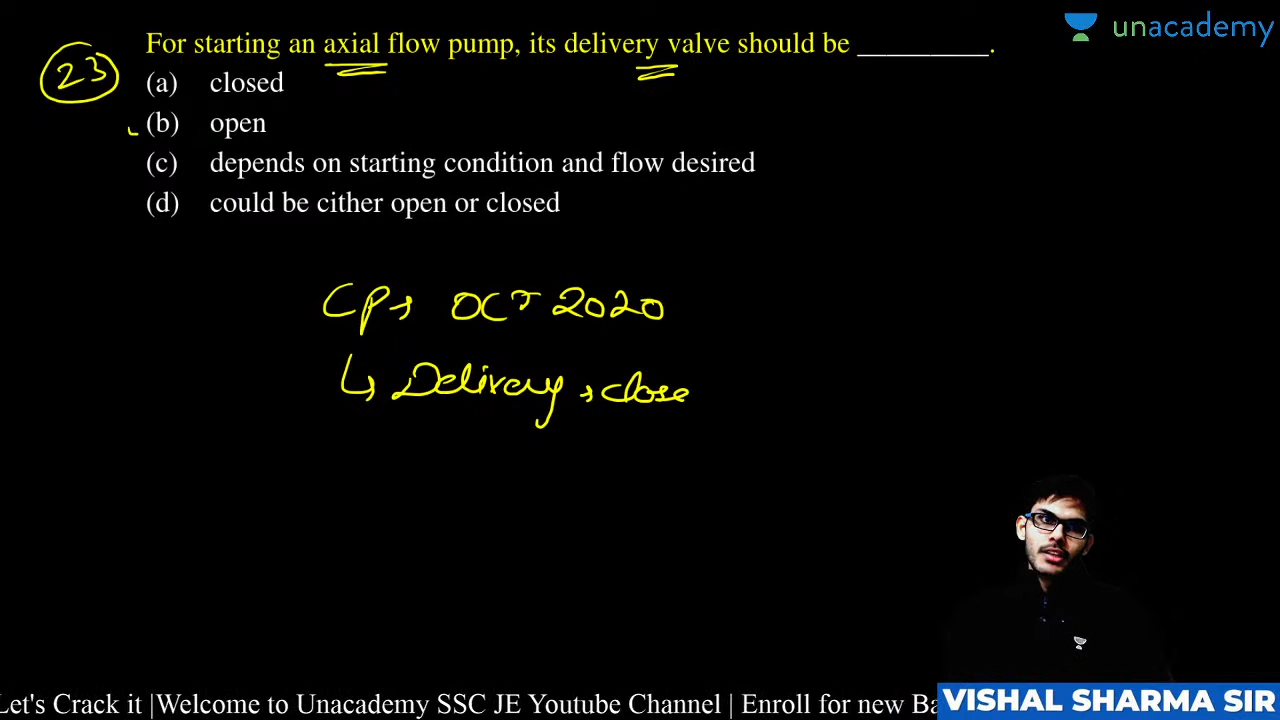 unacademy
23
For starting an axial flow pump, its delivery valve should be _________.
(a) closed
(b) open
(c) depends on starting condition and flow desired
(d) could be cither open or closed
CP→ OCT 2020
↳ Delivery → close
Let's Crack it |Welcome to Unacademy SSC JE Youtube Channel | Enroll for new Ba
VISHAL SHARMA SIR